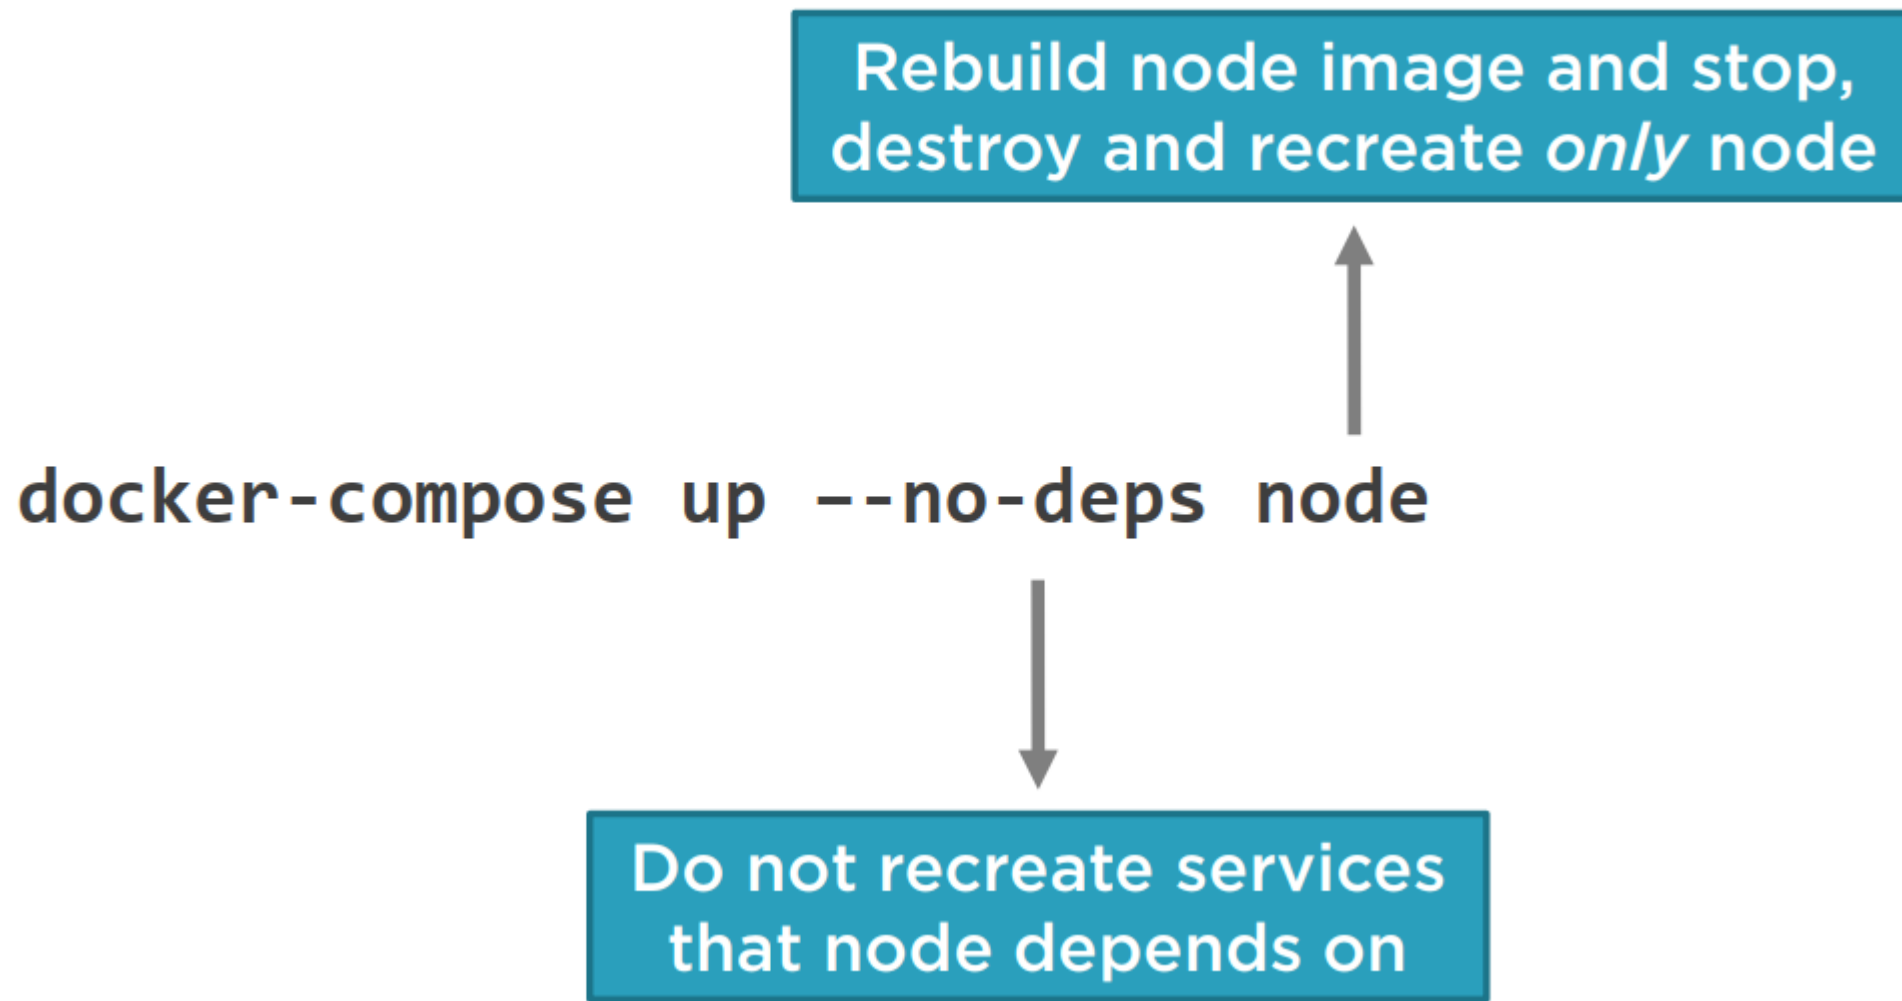 Rebuild node image and stop,
destroy and recreate only node
docker-compose up –-no-deps node
Do not recreate services
that node depends on